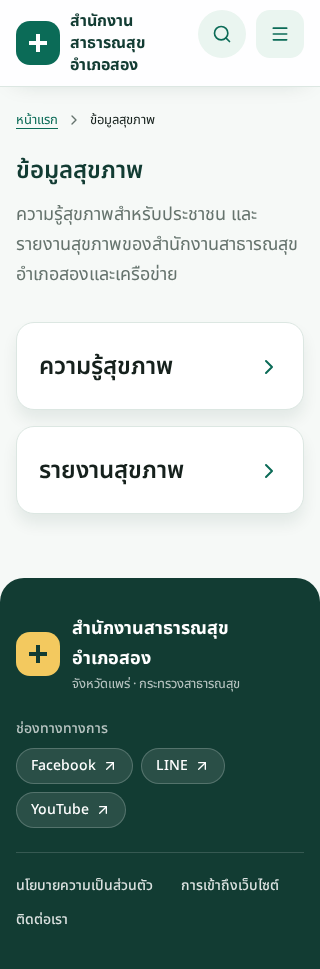 สำนักงาน
สาธารณสุข
อำเภอสอง
หน้าแรก > ข้อมูลสุขภาพ
ข้อมูลสุขภาพ
ความรู้สุขภาพสำหรับประชาชน และ
รายงานสุขภาพของสำนักงานสาธารณสุข
อำเภอสองและเครือข่าย
ความรู้สุขภาพ
รายงานสุขภาพ
สำนักงานสาธารณสุข
อำเภอสอง
จังหวัดแพร่ · กระทรวงสาธารณสุข
ช่องทางทางการ
Facebook LINE
YouTube
นโยบายความเป็นส่วนตัว การเข้าถึงเว็บไซต์
ติดต่อเรา